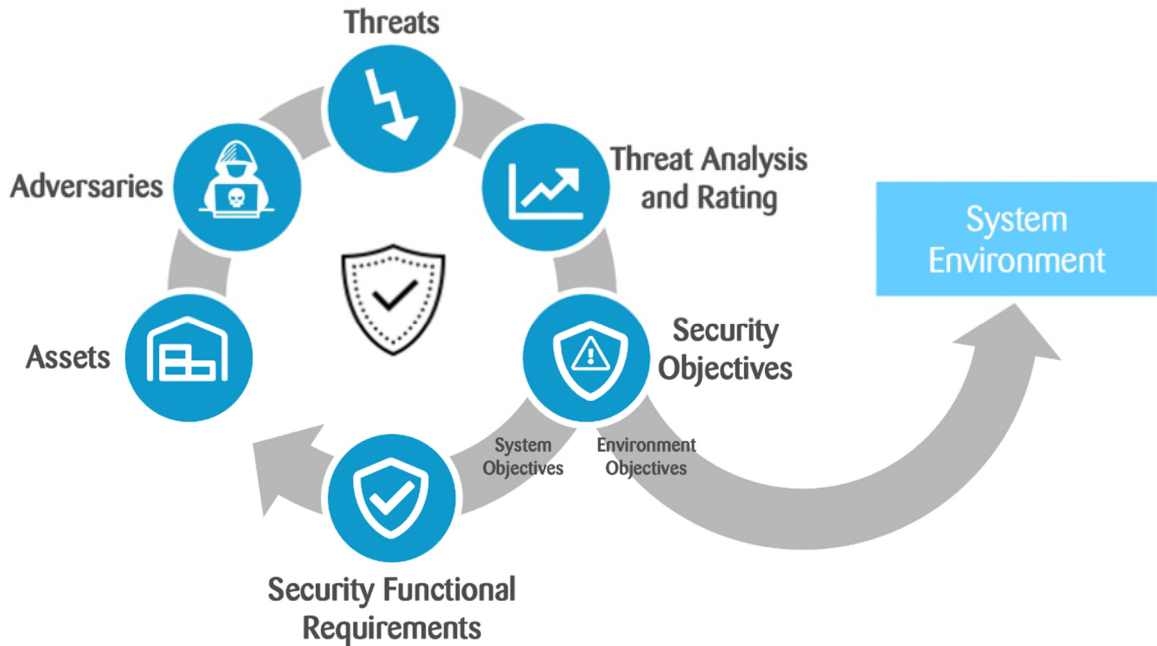 Threats
Adversaries
Threat Analysis
and Rating
System
Environment
Assets
Security
Objectives
System
Objectives
Environment
Objectives
Security Functional
Requirements